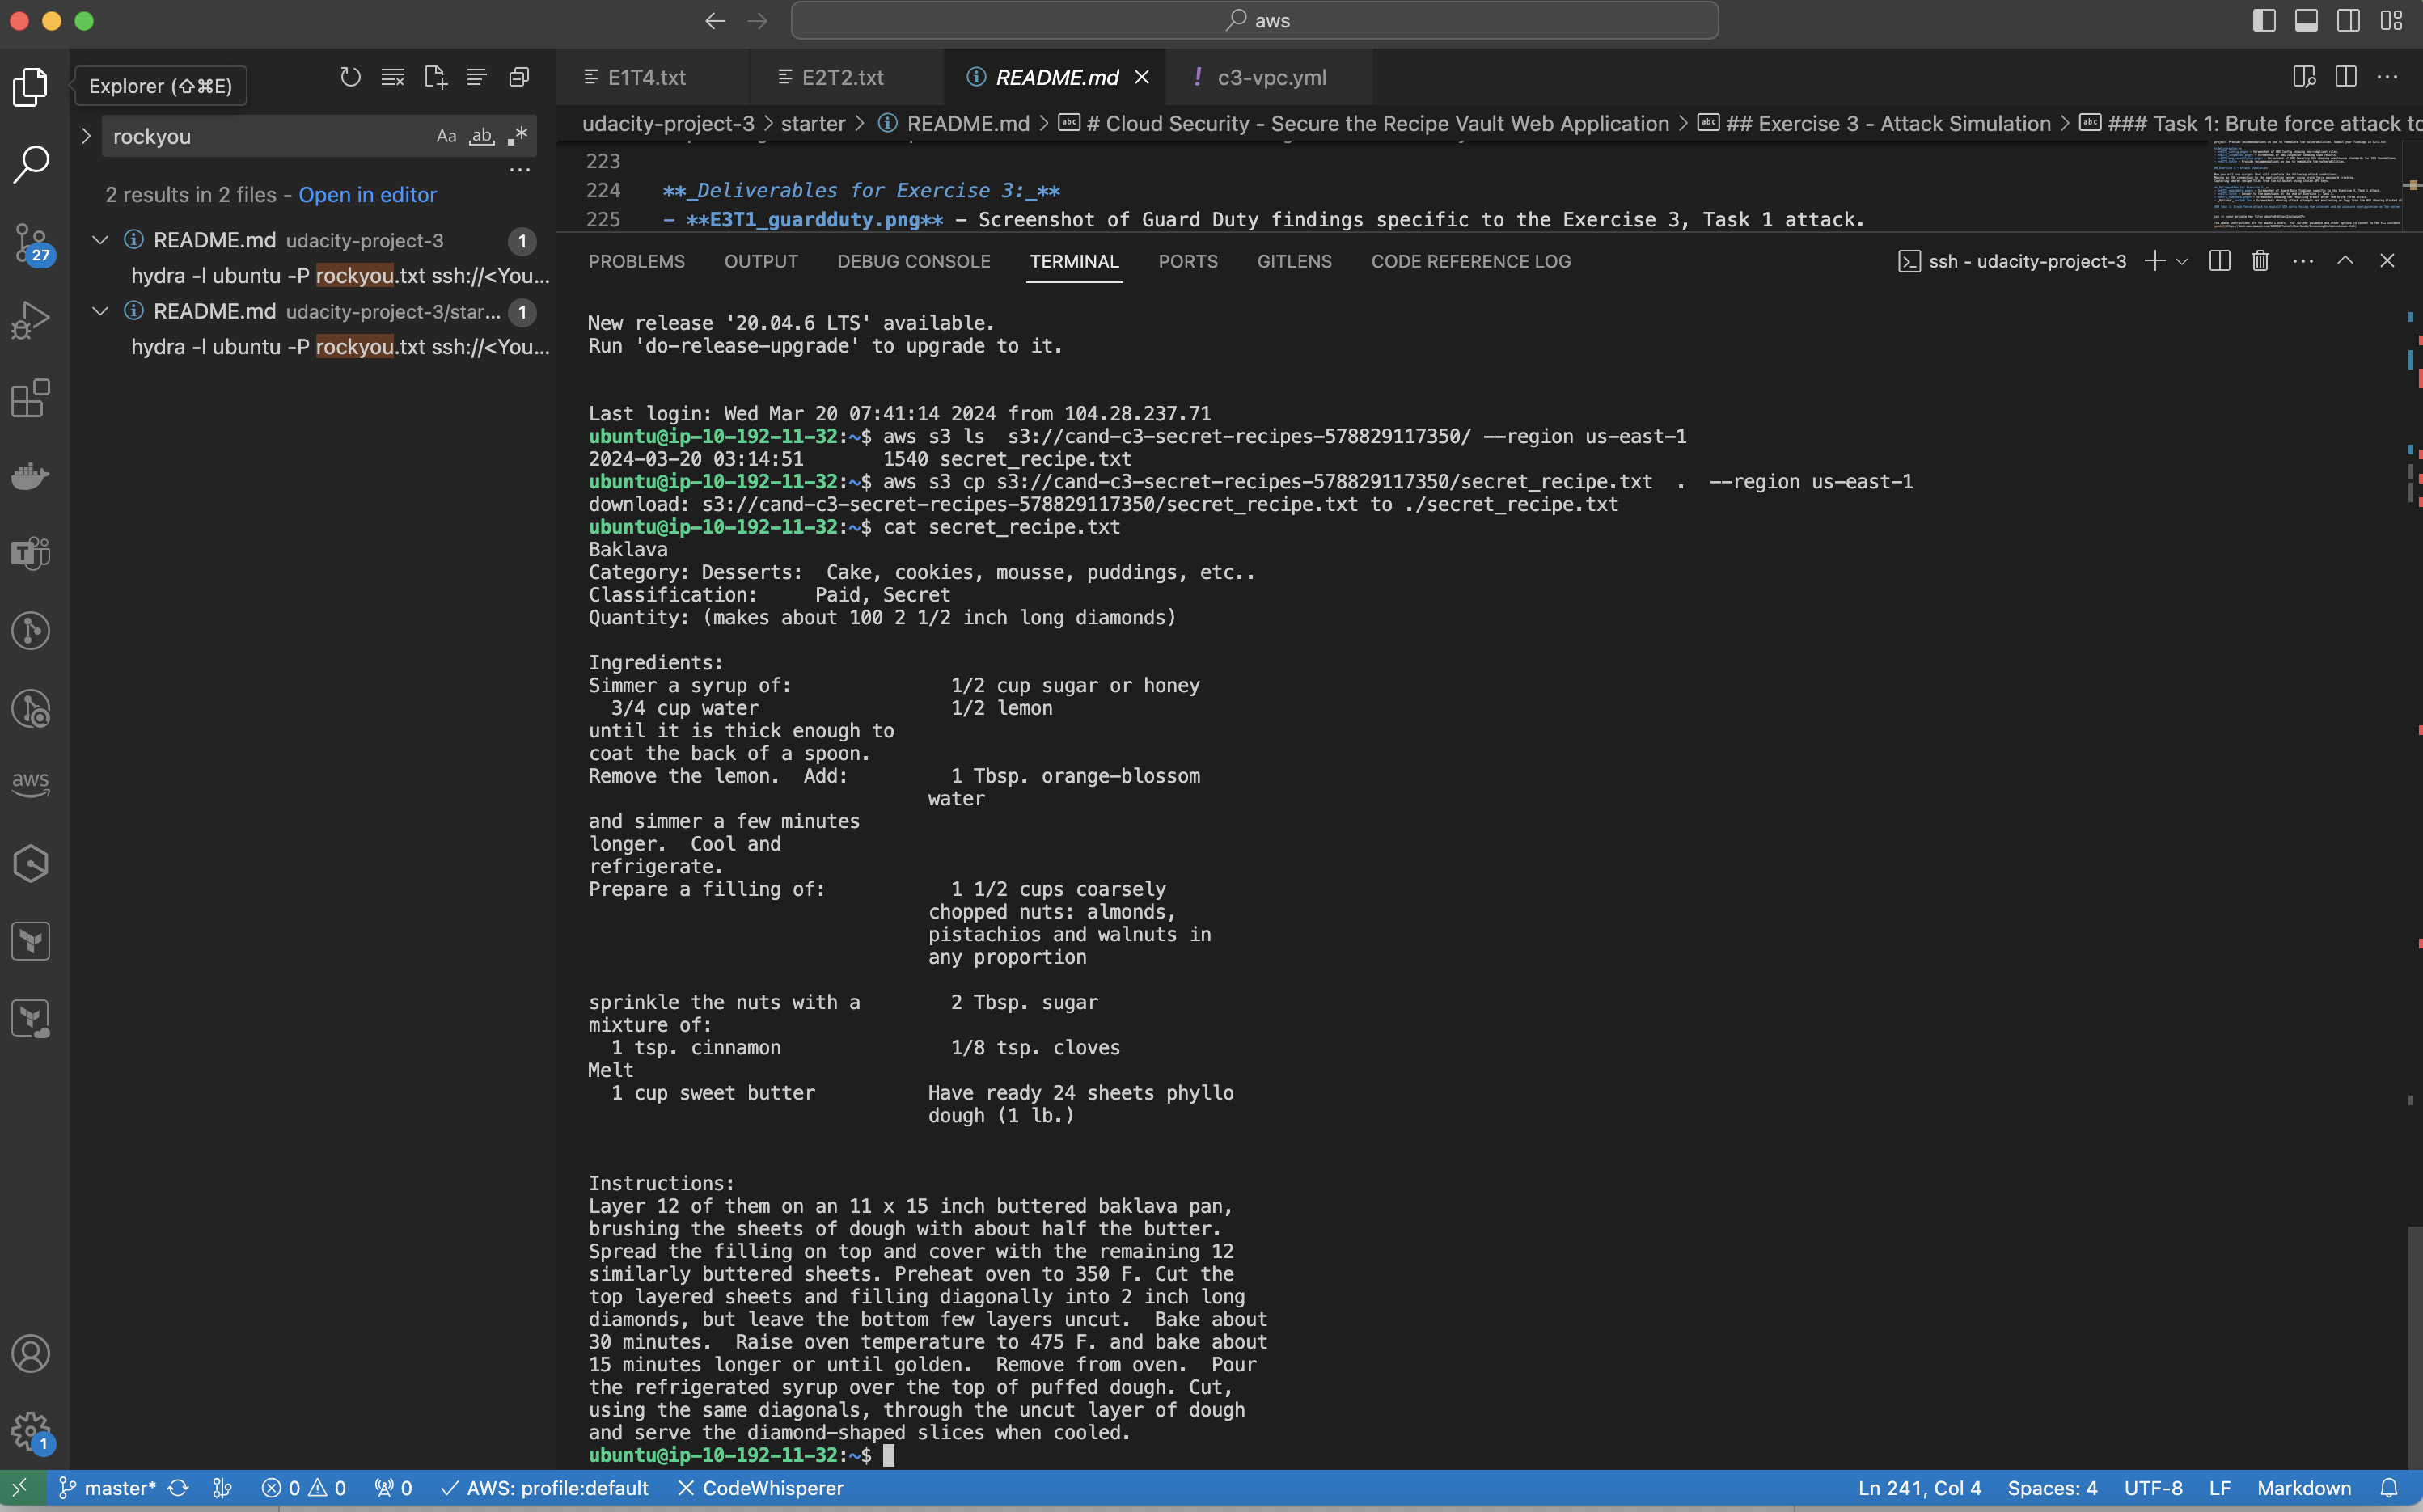 aws
Explorer (⇧⌘E)
rockyou
Aa ab .*
2 results in 2 files - Open in editor
README.md udacity-project-3 1
hydra -l ubuntu -P rockyou.txt ssh://<You...
README.md udacity-project-3/star... 1
hydra -l ubuntu -P rockyou.txt ssh://<You...
27
aws
1
E1T4.txt E2T2.txt README.md c3-vpc.yml
udacity-project-3 > starter > README.md > # Cloud Security - Secure the Recipe Vault Web Application > ## Exercise 3 - Attack Simulation > ### Task 1: Brute force attack to
223
224 **_Deliverables for Exercise 3:_**
225 - **E3T1_guardduty.png** - Screenshot of Guard Duty findings specific to the Exercise 3, Task 1 attack.
PROBLEMS OUTPUT DEBUG CONSOLE TERMINAL PORTS GITLENS CODE REFERENCE LOG ssh - udacity-project-3
New release '20.04.6 LTS' available.
Run 'do-release-upgrade' to upgrade to it.
Last login: Wed Mar 20 07:41:14 2024 from 104.28.237.71
ubuntu@ip-10-192-11-32:~$ aws s3 ls  s3://cand-c3-secret-recipes-578829117350/ --region us-east-1
2024-03-20 03:14:51       1540 secret_recipe.txt
ubuntu@ip-10-192-11-32:~$ aws s3 cp s3://cand-c3-secret-recipes-578829117350/secret_recipe.txt  .  --region us-east-1
download: s3://cand-c3-secret-recipes-578829117350/secret_recipe.txt to ./secret_recipe.txt
ubuntu@ip-10-192-11-32:~$ cat secret_recipe.txt
Baklava
Category: Desserts:  Cake, cookies, mousse, puddings, etc..
Classification:     Paid, Secret
Quantity: (makes about 100 2 1/2 inch long diamonds)
Ingredients:
Simmer a syrup of:              1/2 cup sugar or honey
  3/4 cup water                 1/2 lemon
until it is thick enough to
coat the back of a spoon.
Remove the lemon.  Add:         1 Tbsp. orange-blossom
                              water
and simmer a few minutes
longer.  Cool and
refrigerate.
Prepare a filling of:           1 1/2 cups coarsely
                              chopped nuts: almonds,
                              pistachios and walnuts in
                              any proportion
sprinkle the nuts with a        2 Tbsp. sugar
mixture of:
  1 tsp. cinnamon               1/8 tsp. cloves
Melt
  1 cup sweet butter          Have ready 24 sheets phyllo
                              dough (1 lb.)
Instructions:
Layer 12 of them on an 11 x 15 inch buttered baklava pan,
brushing the sheets of dough with about half the butter.
Spread the filling on top and cover with the remaining 12
similarly buttered sheets. Preheat oven to 350 F. Cut the
top layered sheets and filling diagonally into 2 inch long
diamonds, but leave the bottom few layers uncut.  Bake about
30 minutes.  Raise oven temperature to 475 F. and bake about
15 minutes longer or until golden.  Remove from oven.  Pour
the refrigerated syrup over the top of puffed dough. Cut,
using the same diagonals, through the uncut layer of dough
and serve the diamond-shaped slices when cooled.
ubuntu@ip-10-192-11-32:~$
master* 0 0 0 AWS: profile:default CodeWhisperer Ln 241, Col 4 Spaces: 4 UTF-8 LF Markdown